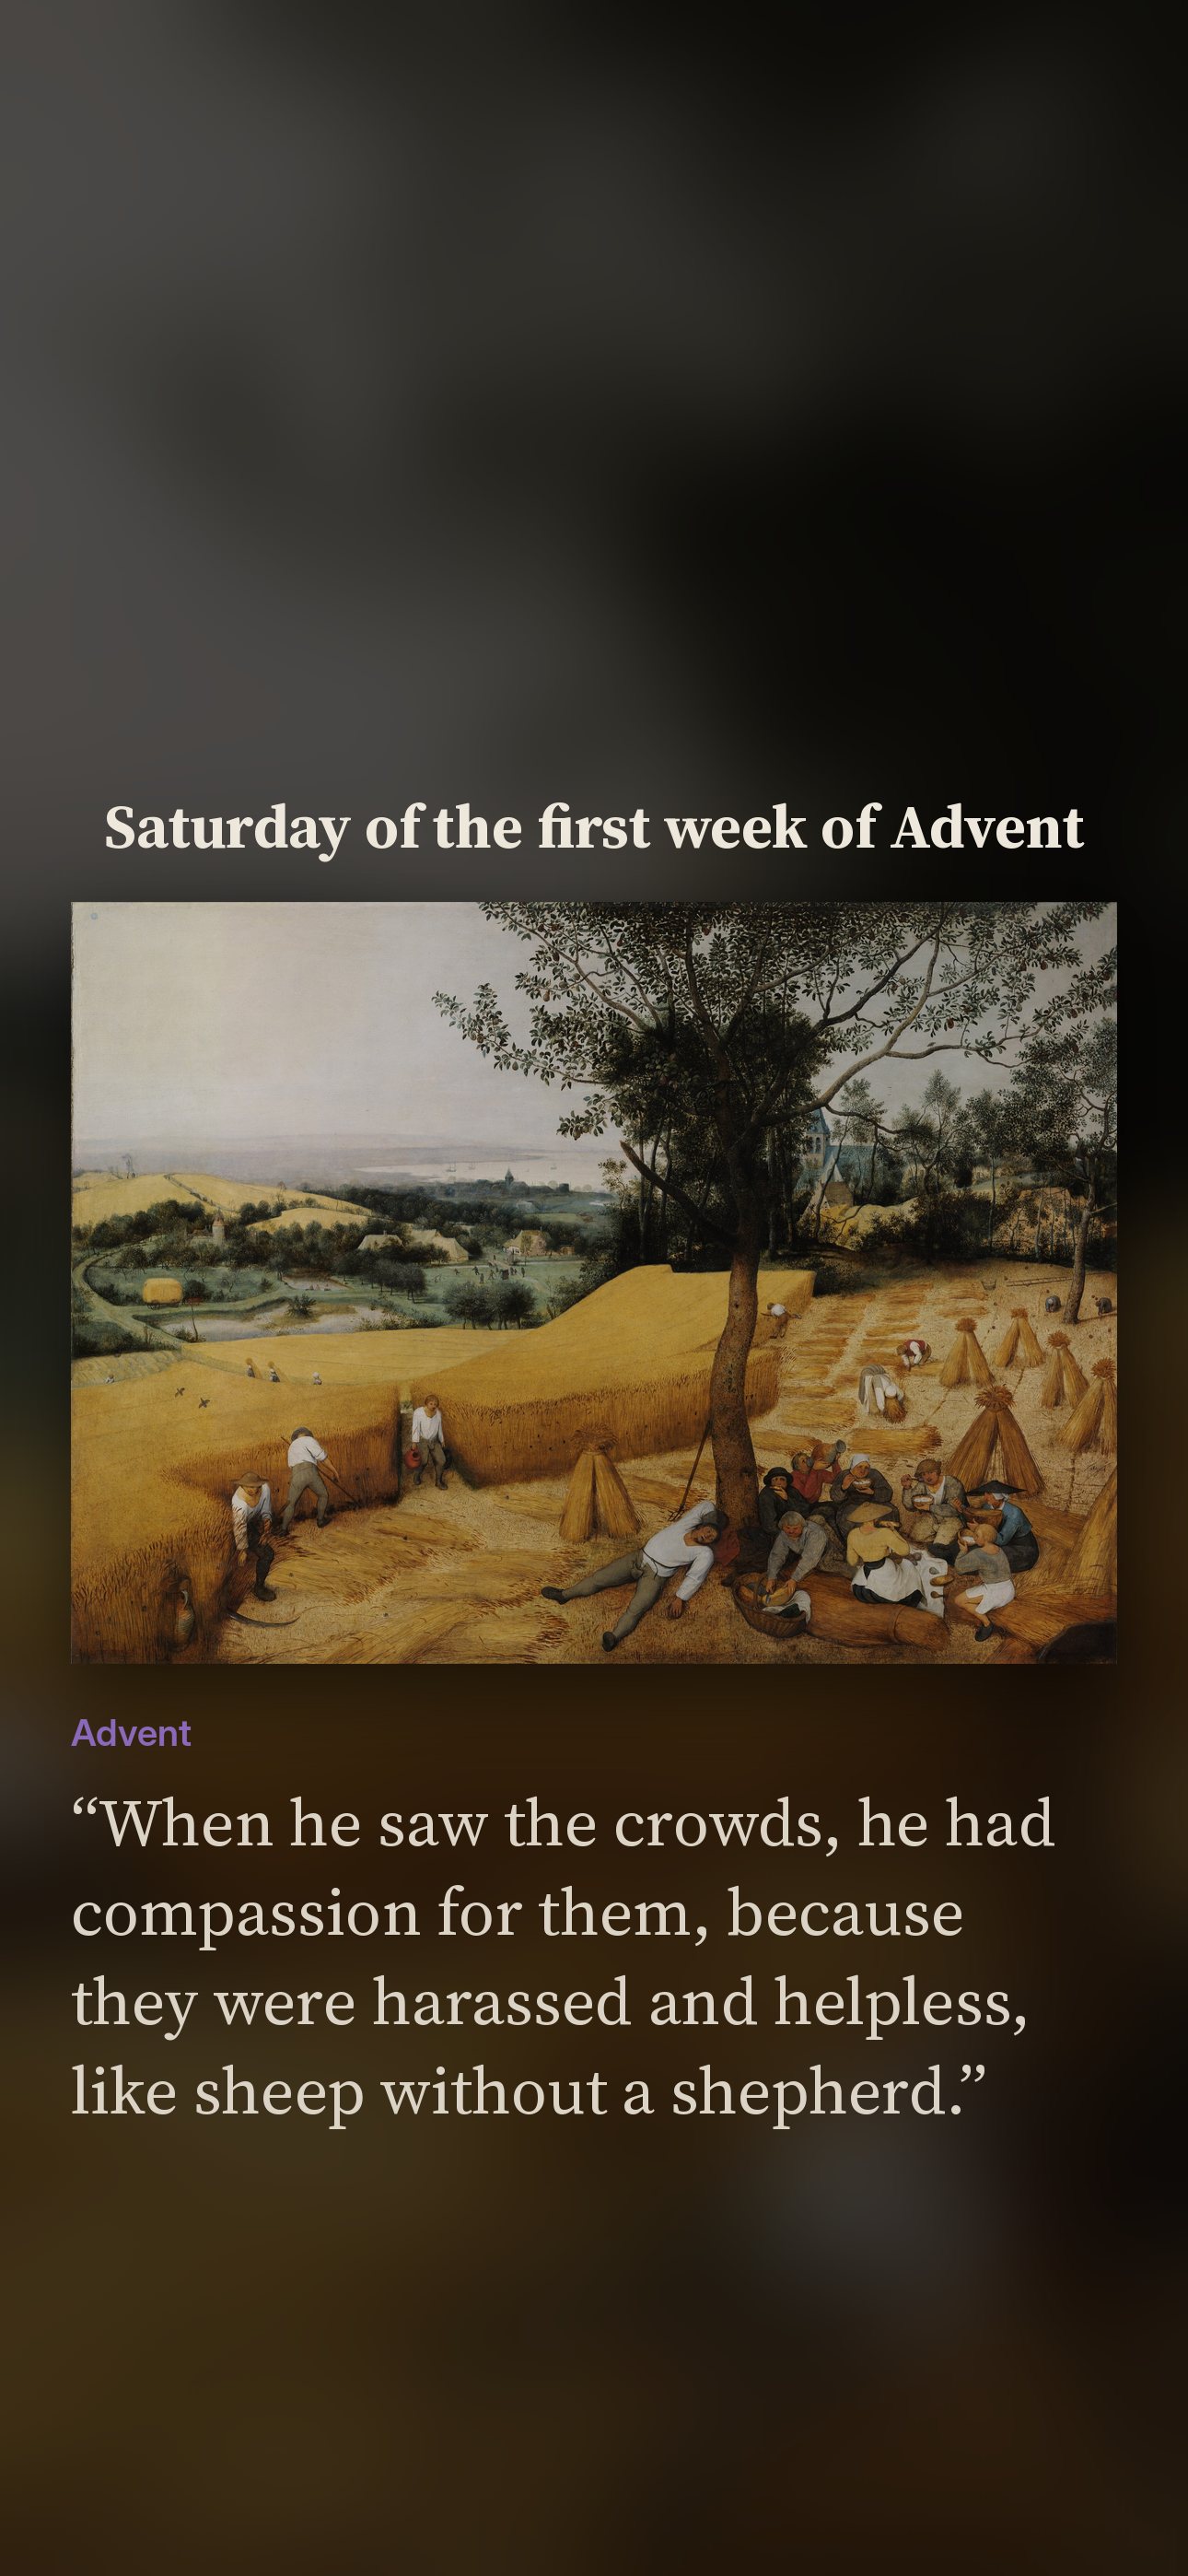 Saturday of the first week of Advent
Advent
“When he saw the crowds, he had
compassion for them, because
they were harassed and helpless,
like sheep without a shepherd.”